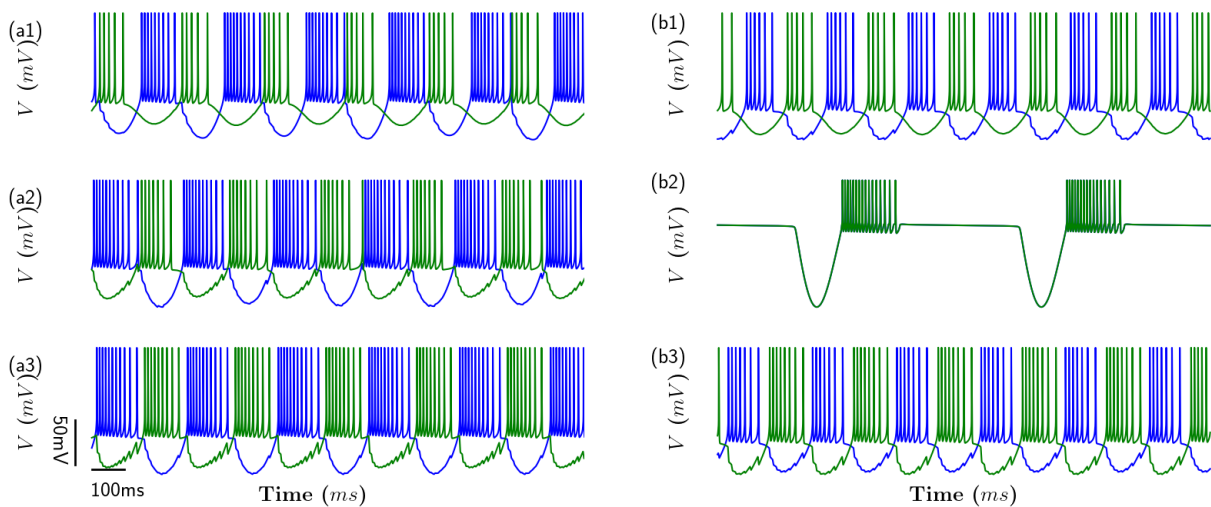 (a1)
V (mV)
(b1)
V (mV)
(a2)
V (mV)
(b2)
V (mV)
(a3)
V (mV)
50mV
100ms
Time (ms)
(b3)
V (mV)
Time (ms)